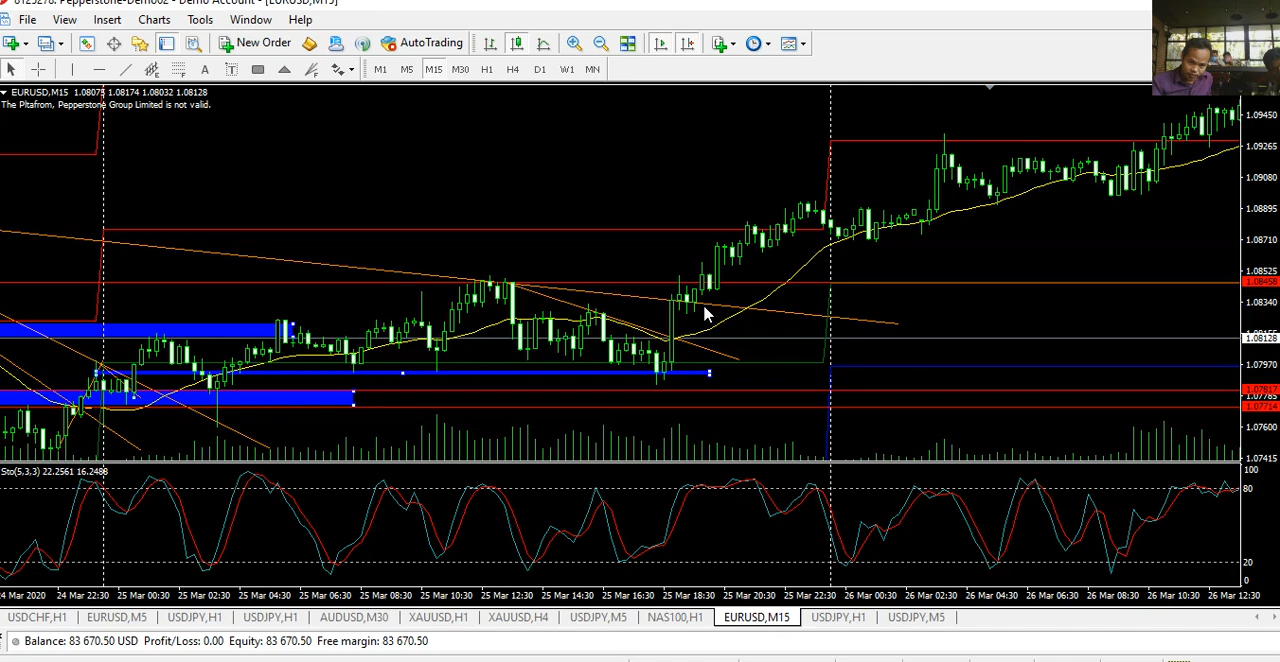 8125278: Pepperstone-Demo02 - Demo Account - [EURUSD,M15]
File View Insert Charts Tools Window Help
New Order AutoTrading
M1 M5 M15 M30 H1 H4 D1 W1 MN
EURUSD,M15 1.08075 1.08174 1.08032 1.08128
The Pltafrom, Pepperstone Group Limited is not valid.
1.09450
1.09265
1.09080
1.08895
1.08710
1.08525
1.08458
1.08340
1.08128
1.07970
1.07817
1.07785
1.07714
1.07600
1.07415
Sto(5,3,3) 22.2561 16.2486
100
80
20
0
24 Mar 2020 24 Mar 22:30 25 Mar 00:30 25 Mar 02:30 25 Mar 04:30 25 Mar 06:30 25 Mar 08:30 25 Mar 10:30 25 Mar 12:30 25 Mar 14:30 25 Mar 16:30 25 Mar 18:30 25 Mar 20:30 25 Mar 22:30 26 Mar 00:30 26 Mar 02:30 26 Mar 04:30 26 Mar 06:30 26 Mar 08:30 26 Mar 10:30 26 Mar 12:30
USDCHF,H1 EURUSD,M5 USDJPY,H1 USDJPY,H1 AUDUSD,M30 XAUUSD,H1 XAUUSD,H4 USDJPY,M5 NAS100,H1 EURUSD,M15 USDJPY,H1 USDJPY,M5
Balance: 83 670.50 USD Profit/Loss: 0.00 Equity: 83 670.50 Free margin: 83 670.50